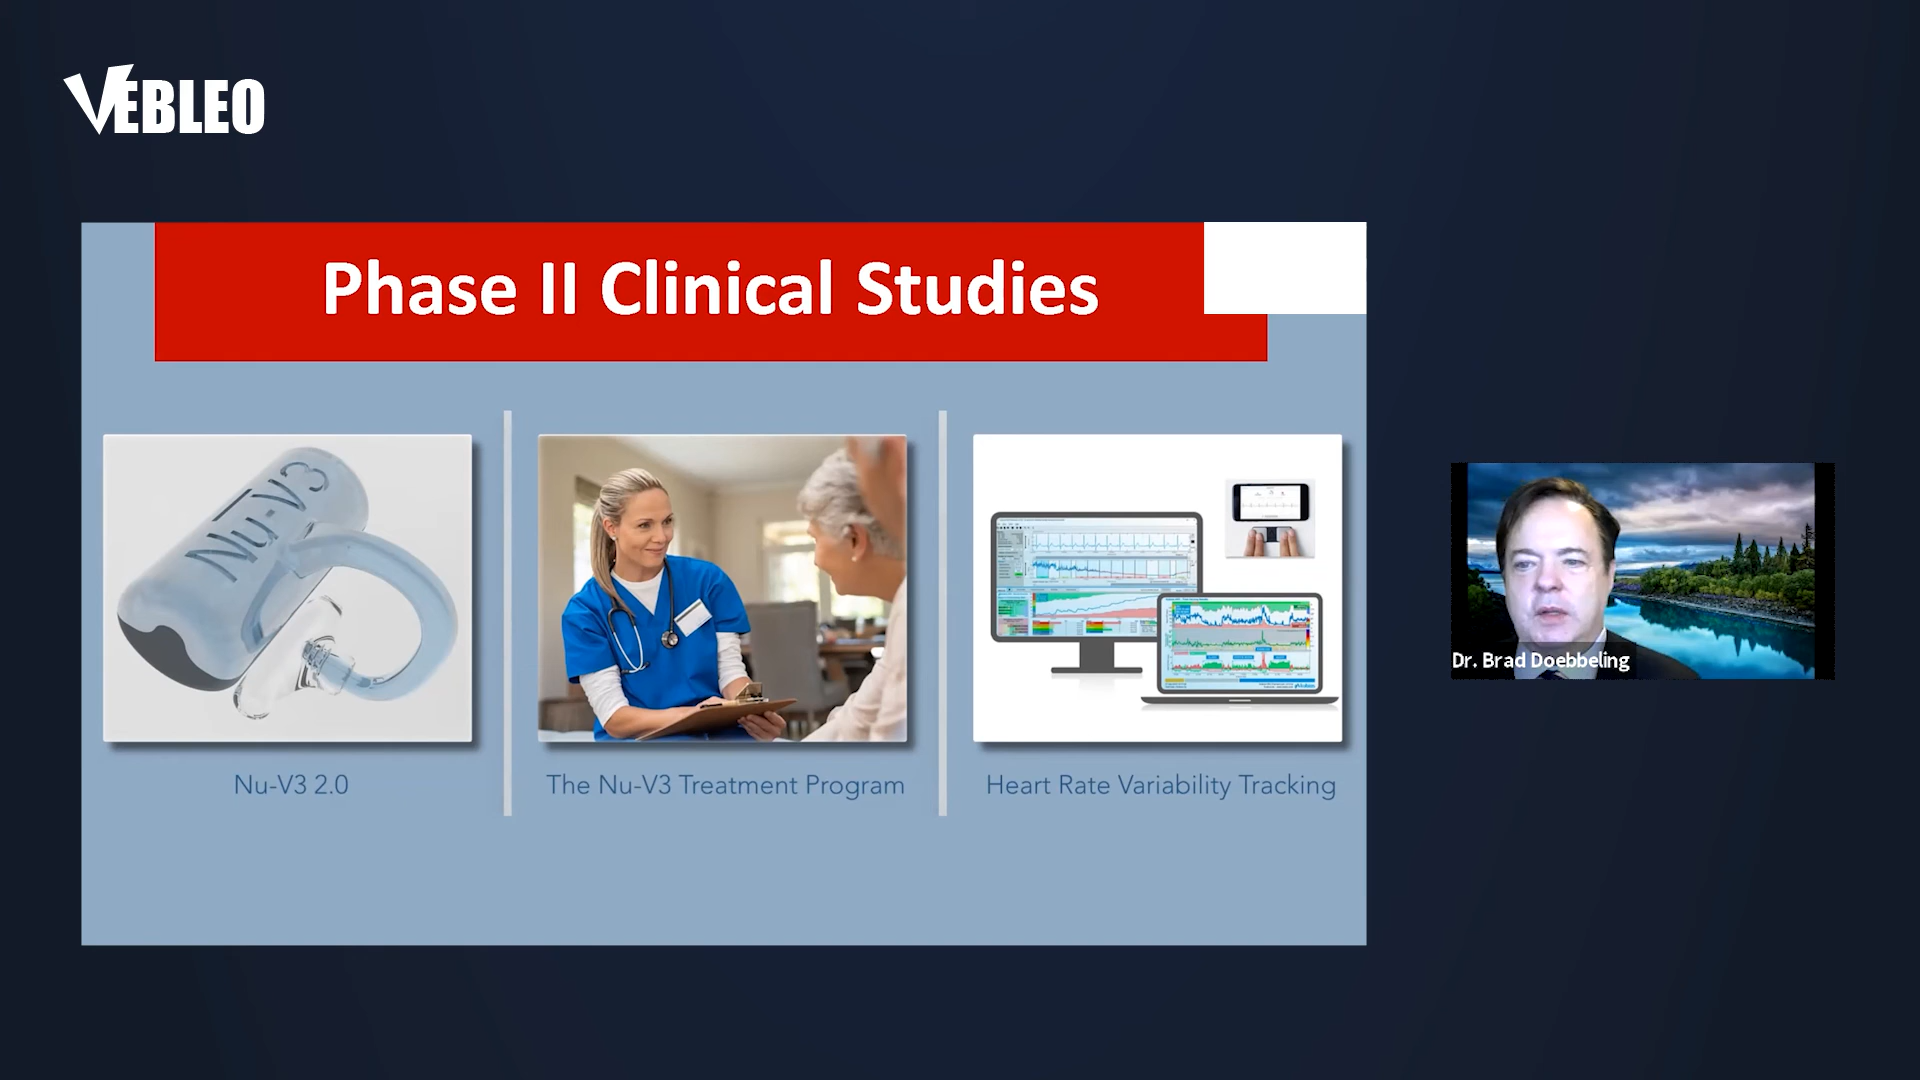 VEBLEO
Phase II Clinical Studies
Nu-V3
Nu-V3 2.0
The Nu-V3 Treatment Program
Heart Rate Variability Tracking
Dr. Brad Doebbeling